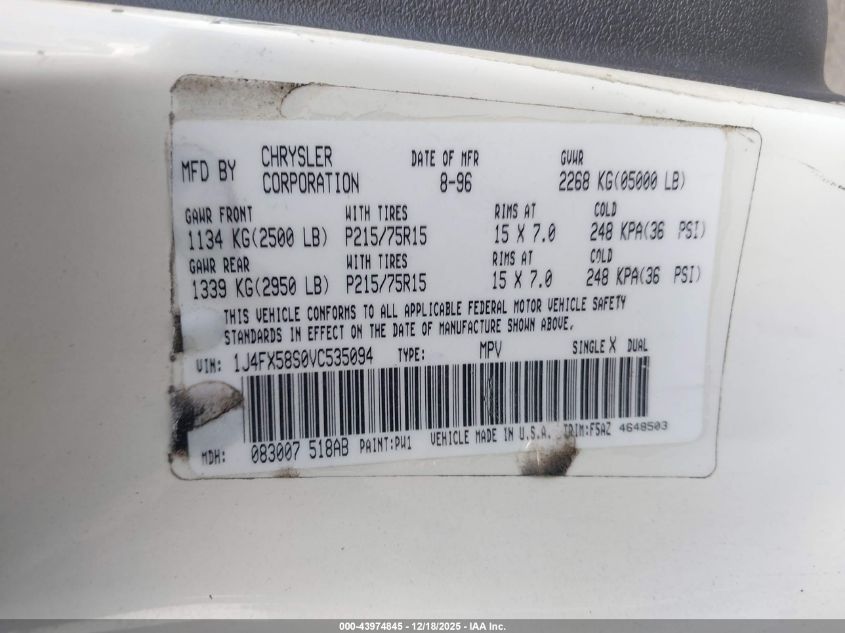 MFD BY CHRYSLER CORPORATION DATE OF MFR 8-96 GVWR 2268 KG(05000 LB)
GAWR FRONT WITH TIRES RIMS AT COLD
1134 KG(2500 LB) P215/75R15 15 X 7.0 248 KPA(36 PSI)
GAWR REAR WITH TIRES RIMS AT COLD
1339 KG(2950 LB) P215/75R15 15 X 7.0 248 KPA(36 PSI)
THIS VEHICLE CONFORMS TO ALL APPLICABLE FEDERAL MOTOR VEHICLE SAFETY
STANDARDS IN EFFECT ON THE DATE OF MANUFACTURE SHOWN ABOVE.
VIN: 1J4FX58S0VC535094 TYPE: MPV SINGLE X DUAL
MDH: 083007 518AB PAINT:PW1 VEHICLE MADE IN U.S.A. TRIM:F5AZ 4648503
000-43974845 | 12/18/2025 - IAA Inc.